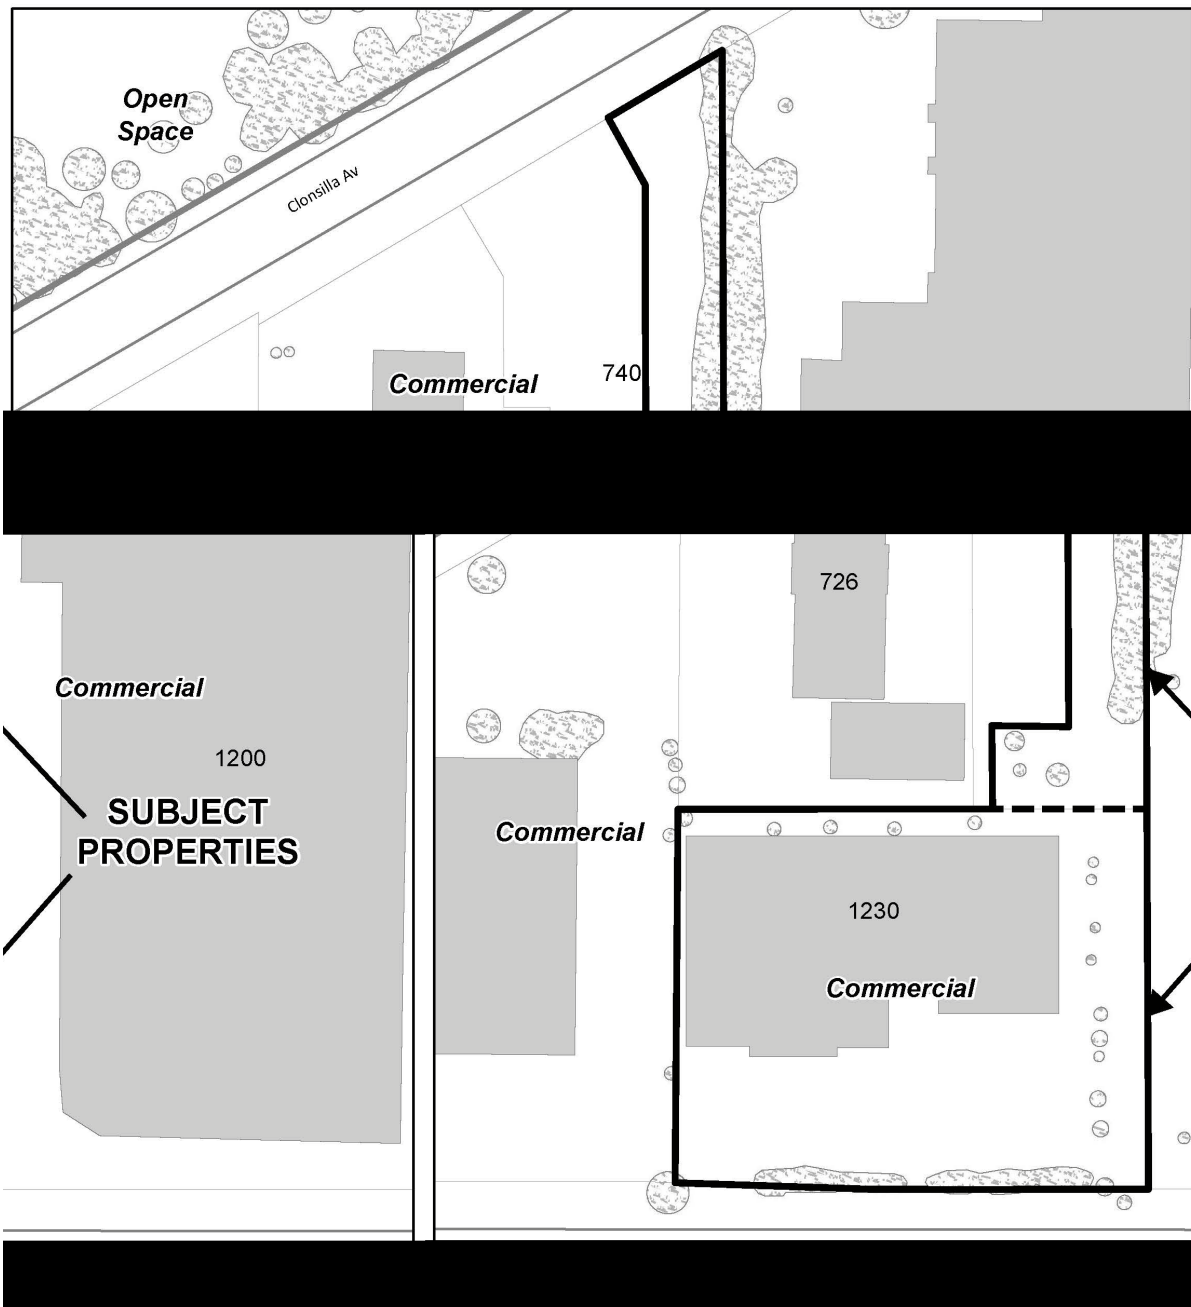 Open
Space
Clonsilla Av
740
Commercial
726
Commercial
1200
SUBJECT
PROPERTIES
Commercial
1230
Commercial